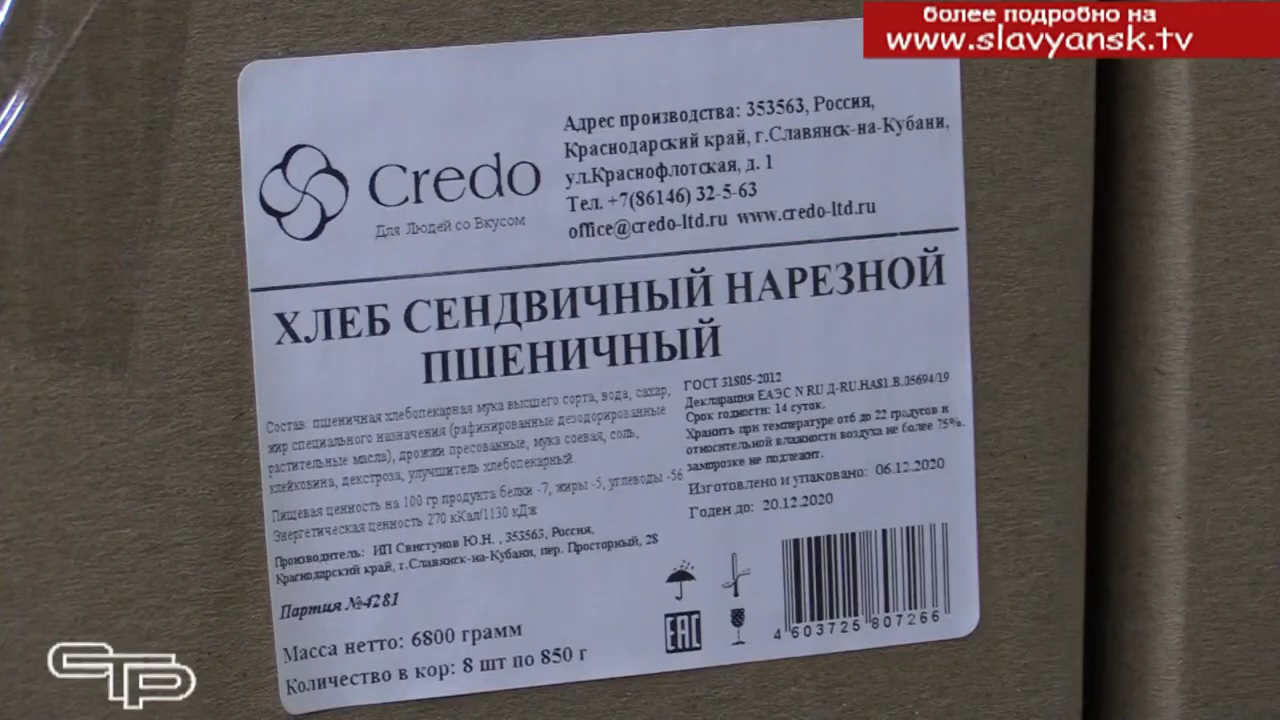 более подробно на
www.slavyansk.tv
Адрес производства: 353563, Россия,
Краснодарский край, г.Славянск-на-Кубани,
ул.Краснофлотская, д. 1
Тел. +7(86146) 32-5-63
office@credo-ltd.ru www.credo-ltd.ru
Credo
Для Людей со Вкусом
ХЛЕБ СЕНДВИЧНЫЙ НАРЕЗНОЙ
ПШЕНИЧНЫЙ
Состав: пшеничная хлебопекарная мука высшего сорта, вода, сахар,
жир специального назначения (рафинированные дезодорированные
растительные масла), дрожжи пресованные, мука соевая, соль,
клейковина, декстроза, улучшитель хлебопекарный
Пищевая ценность на 100 гр продукта белки -7, жиры -5, углеводы -56
Энергетическая ценность 270 кКал/1130 кДж
Производитель: ИП Свистунов Ю.Н. , 353563, Россия,
Краснодарский край, г.Славянск-на-Кубани, пер. Просторный, 28
Партия №4281
Масса нетто: 6800 грамм
Количество в кор: 8 шт по 850 г
ГОСТ 31805-2012
Декларация ЕАЭС N RU Д-RU.НА81.В.05694/19
Срок годности: 14 суток.
Хранить при температуре от6 до 22 градусов и
относительной влажности воздуха не более 75%.
заморозке не подлежит.
Изготовлено и упаковано: 06.12.2020
Годен до: 20.12.2020
EAC
4 603725 807266
СТР